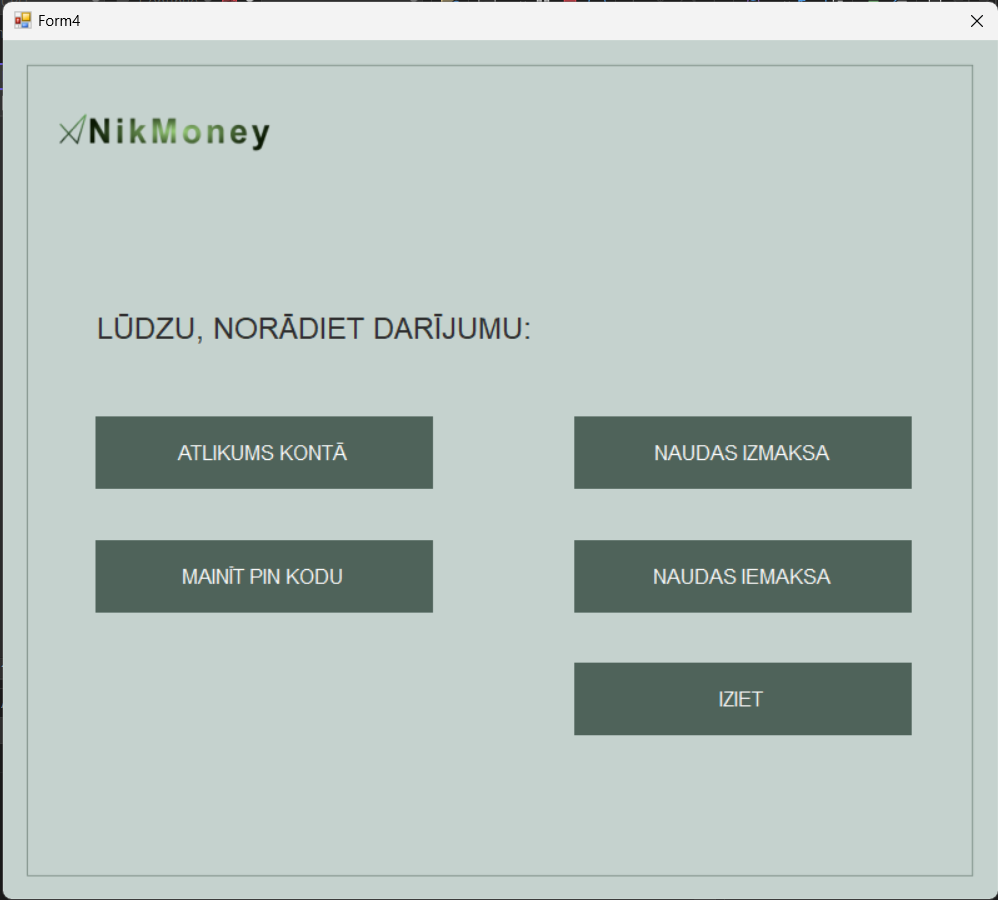 Form4
NikMoney
LŪDZU, NORĀDIET DARĪJUMU:
ATLIKUMS KONTĀ
NAUDAS IZMAKSA
MAINĪT PIN KODU
NAUDAS IEMAKSA
IZIET